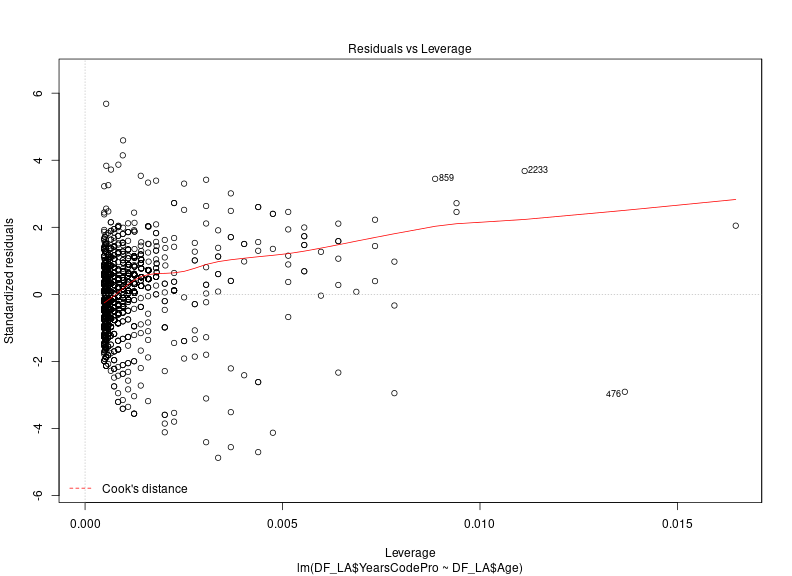 Residuals vs Leverage
Standardized residuals
6
4
2
0
-2
-4
-6
859
2233
476
Cook's distance
0.000 0.005 0.010 0.015
Leverage
lm(DF_LA$YearsCodePro ~ DF_LA$Age)